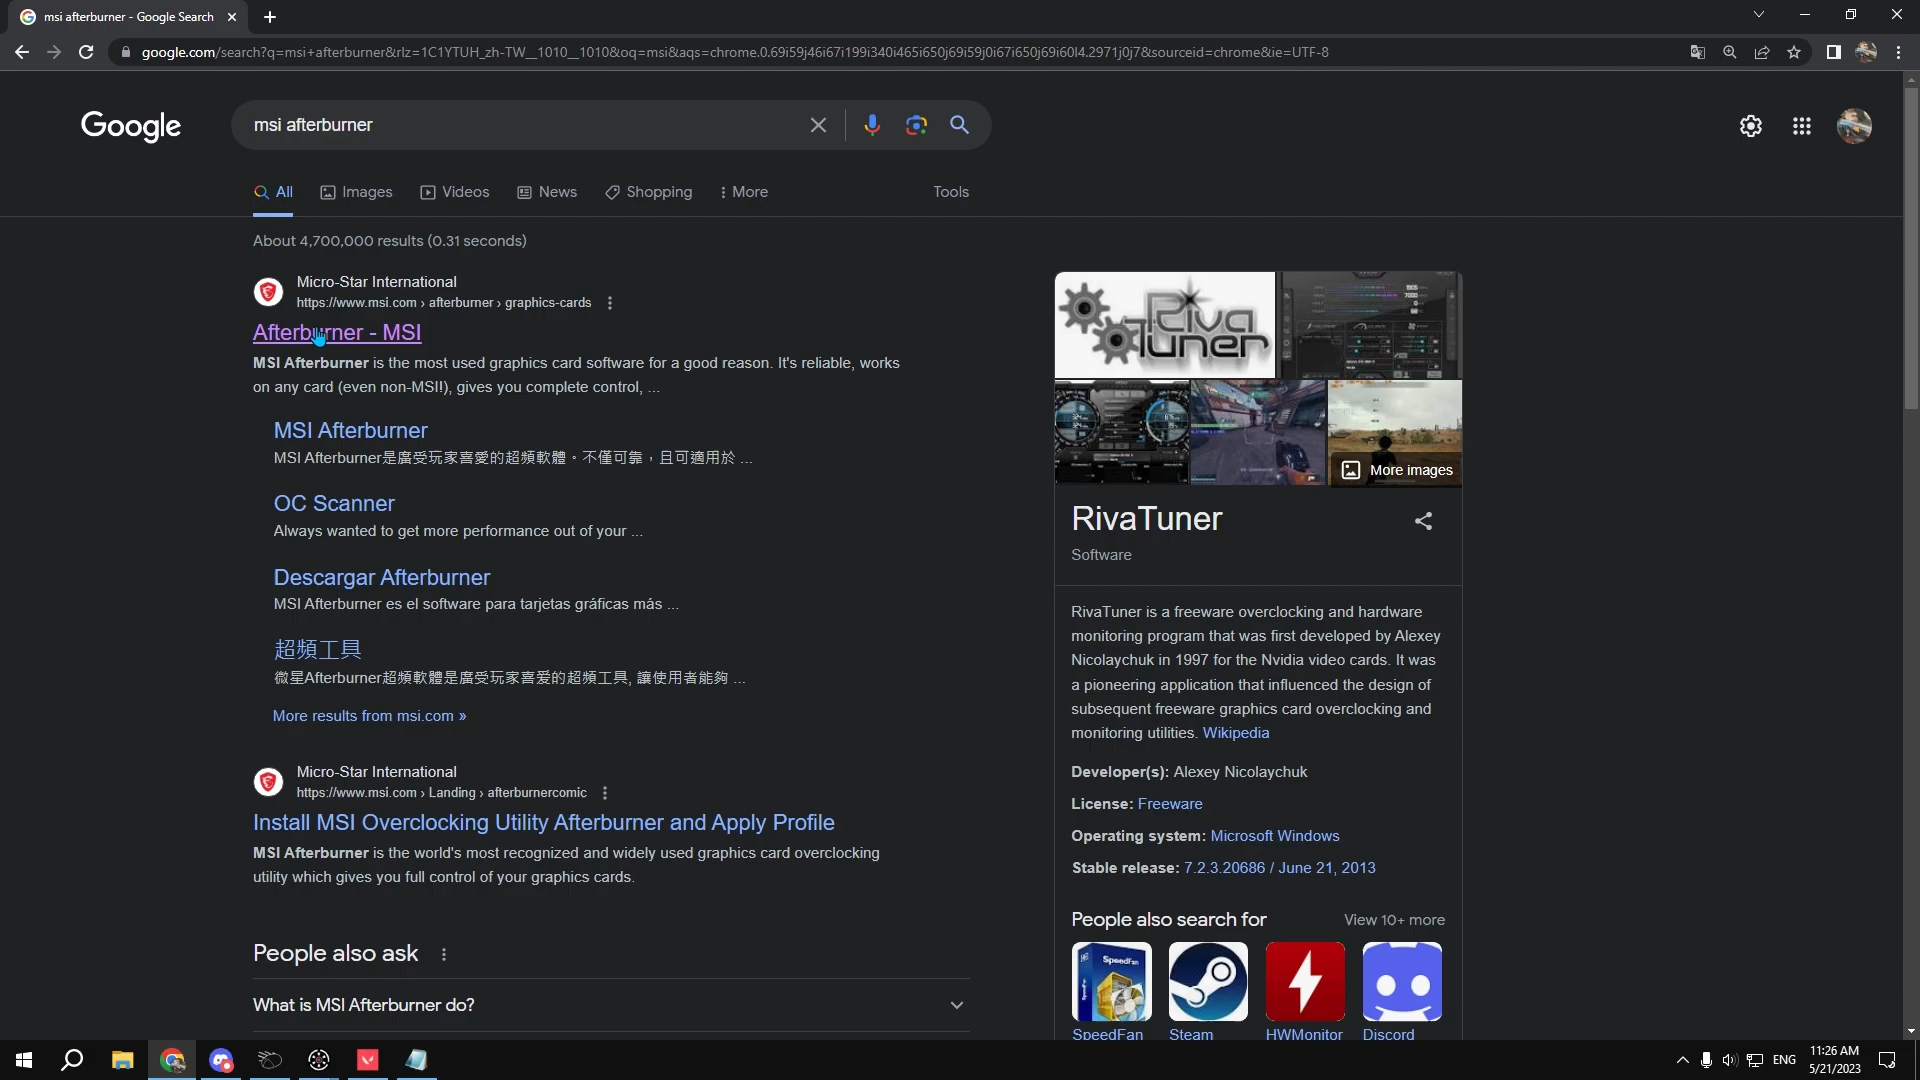 msi afterburner - Google Search
google.com/search?q=msi+afterburner&rlz=1C1YTUH_zh-TW__1010__1010&oq=msi&aqs=chrome.0.69i59j46i67i199i340i465i650j69i59j0i67i650j69i60l4.2971j0j7&sourceid=chrome&ie=UTF-8
Google
msi afterburner
All
Images
Videos
News
Shopping
More
Tools
About 4,700,000 results (0.31 seconds)
Micro-Star International
https://www.msi.com › afterburner › graphics-cards
Afterburner - MSI
MSI Afterburner is the most used graphics card software for a good reason. It's reliable, works
on any card (even non-MSI!), gives you complete control, ...
MSI Afterburner
MSI Afterburner是廣受玩家喜愛的超頻軟體。不僅可靠，且可適用於 ...
OC Scanner
Always wanted to get more performance out of your ...
Descargar Afterburner
MSI Afterburner es el software para tarjetas gráficas más ...
超頻工具
微星Afterburner超頻軟體是廣受玩家喜爱的超頻工具, 讓使用者能夠 ...
More results from msi.com »
Micro-Star International
https://www.msi.com › Landing › afterburnercomic
Install MSI Overclocking Utility Afterburner and Apply Profile
MSI Afterburner is the world's most recognized and widely used graphics card overclocking
utility which gives you full control of your graphics cards.
People also ask
What is MSI Afterburner do?
Riva
Tuner
More images
RivaTuner
Software
RivaTuner is a freeware overclocking and hardware
monitoring program that was first developed by Alexey
Nicolaychuk in 1997 for the Nvidia video cards. It was
a pioneering application that influenced the design of
subsequent freeware graphics card overclocking and
monitoring utilities. Wikipedia
Developer(s): Alexey Nicolaychuk
License: Freeware
Operating system: Microsoft Windows
Stable release: 7.2.3.20686 / June 21, 2013
People also search for
View 10+ more
SpeedFan
SpeedFan
Steam
HWMonitor
Discord
ENG
11:26 AM
5/21/2023